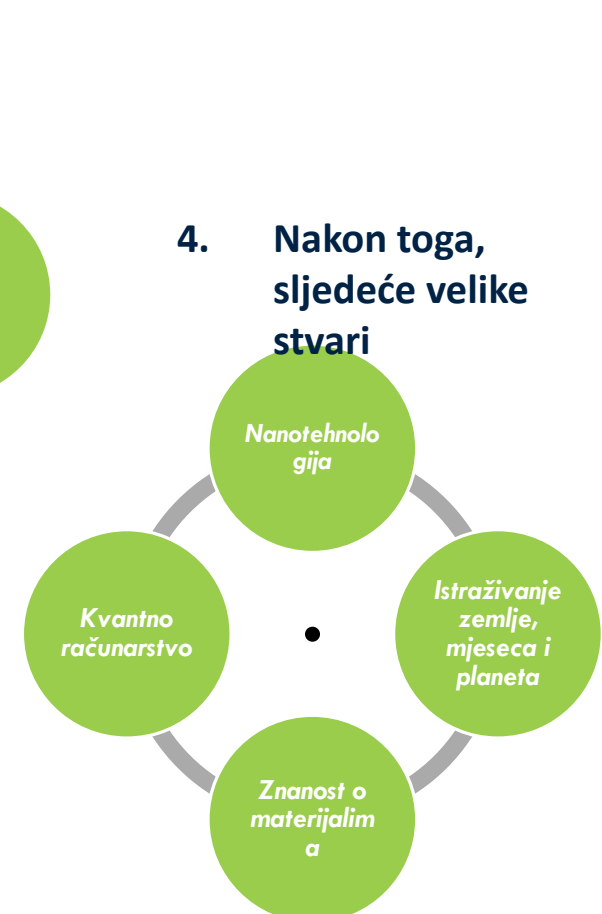 4. Nakon toga,
sljedeće velike
stvari
Nanotehnolo
gija
Kvantno
računarstvo
Istraživanje
zemlje,
mjeseca i
planeta
Znanost o
materijalim
a